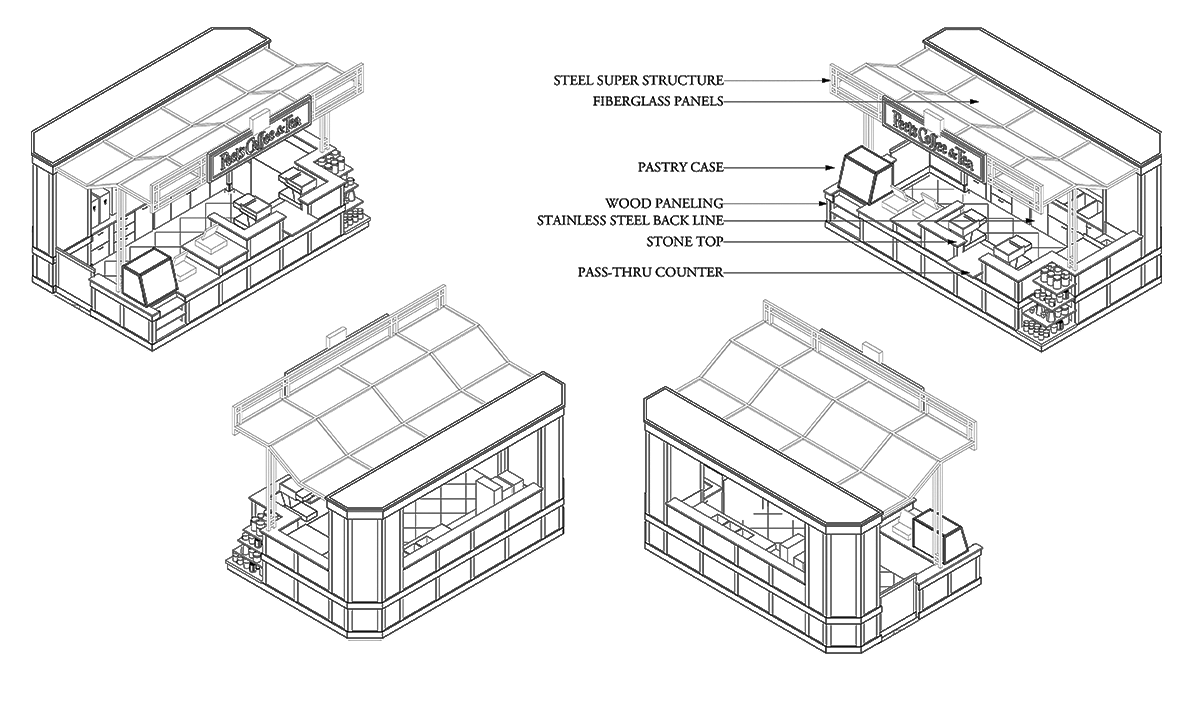 Peet's Coffee & Tea
STEEL SUPER STRUCTURE
FIBERGLASS PANELS
Peet's Coffee & Tea
PASTRY CASE
WOOD PANELING
STAINLESS STEEL BACK LINE
STONE TOP
PASS-THRU COUNTER